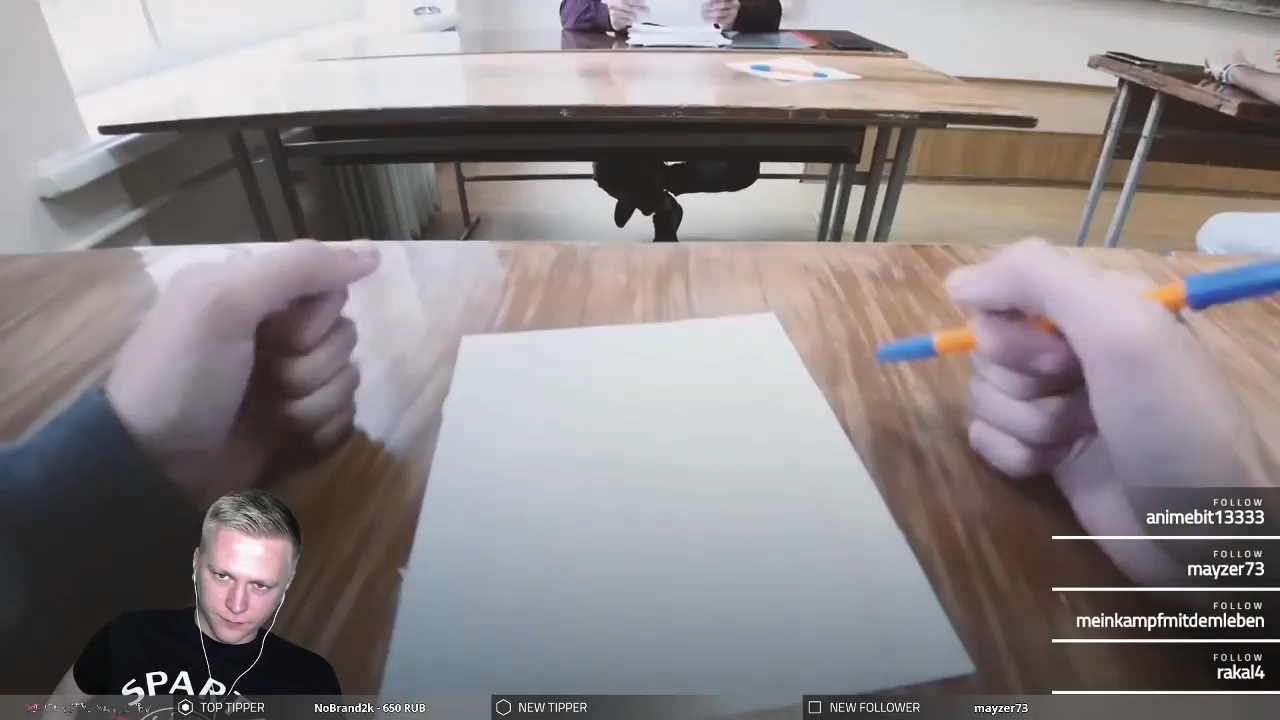 FOLLOW
animebit13333
FOLLOW
mayzer73
FOLLOW
meinkampfmitdemleben
FOLLOW
rakal4
TOP TIPPER
NoBrand2k - 650 RUB
NEW TIPPER
NEW FOLLOWER
mayzer73